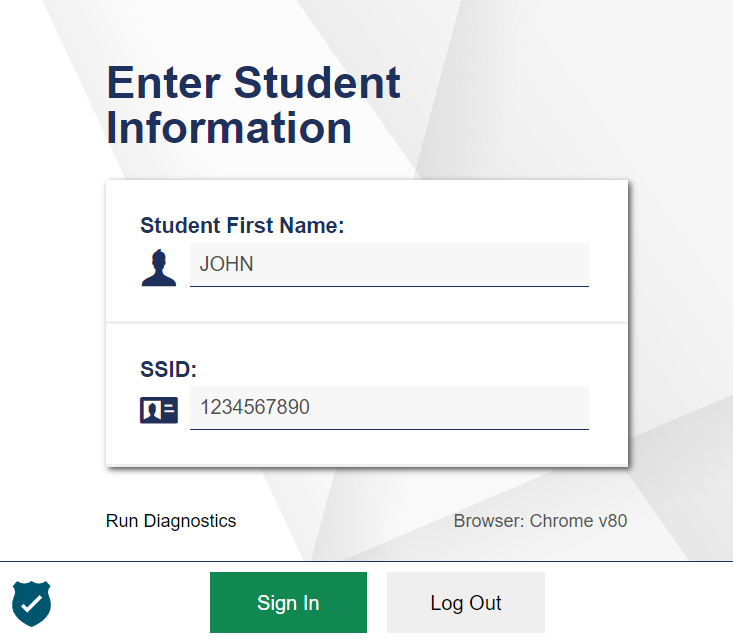 Enter Student
Information
Student First Name:
JOHN
SSID:
1234567890
Run Diagnostics
Browser: Chrome v80
Sign In
Log Out